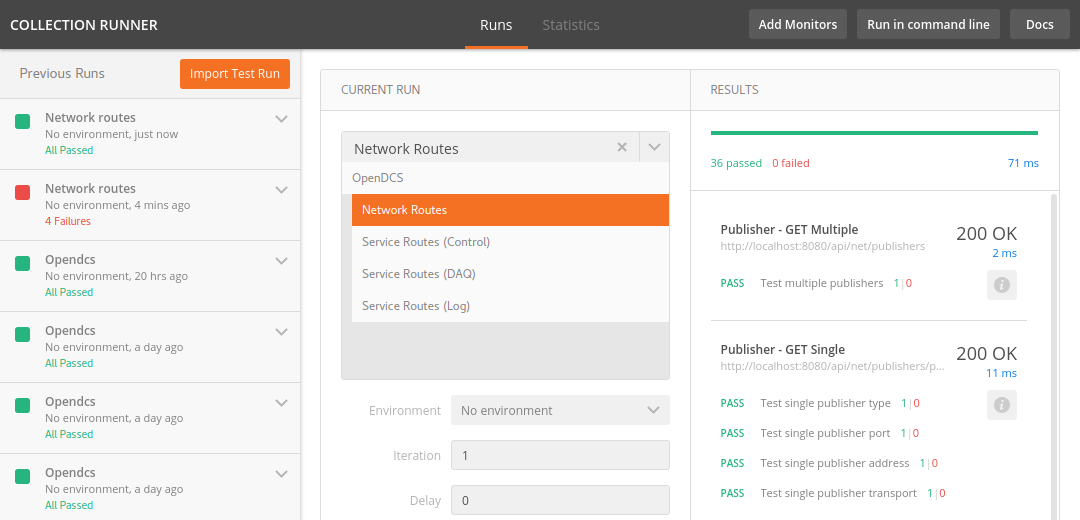 COLLECTION RUNNER
Runs
Statistics
Add Monitors
Run in command line
Docs
Previous Runs
Import Test Run
Network routes
No environment, just now
All Passed
Network routes
No environment, 4 mins ago
4 Failures
Opendcs
No environment, 20 hrs ago
All Passed
Opendcs
No environment, a day ago
All Passed
Opendcs
No environment, a day ago
All Passed
Opendcs
No environment, a day ago
All Passed
CURRENT RUN
Network Routes
OpenDCS
Network Routes
Service Routes (Control)
Service Routes (DAQ)
Service Routes (Log)
Environment
No environment
Iteration
1
Delay
0
RESULTS
36 passed 0 failed
71 ms
Publisher - GET Multiple
200 OK
http://localhost:8080/api/net/publishers
2 ms
PASS Test multiple publishers 1|0
Publisher - GET Single
200 OK
http://localhost:8080/api/net/publishers/p...
11 ms
PASS Test single publisher type 1|0
PASS Test single publisher port 1|0
PASS Test single publisher address 1|0
PASS Test single publisher transport 1|0